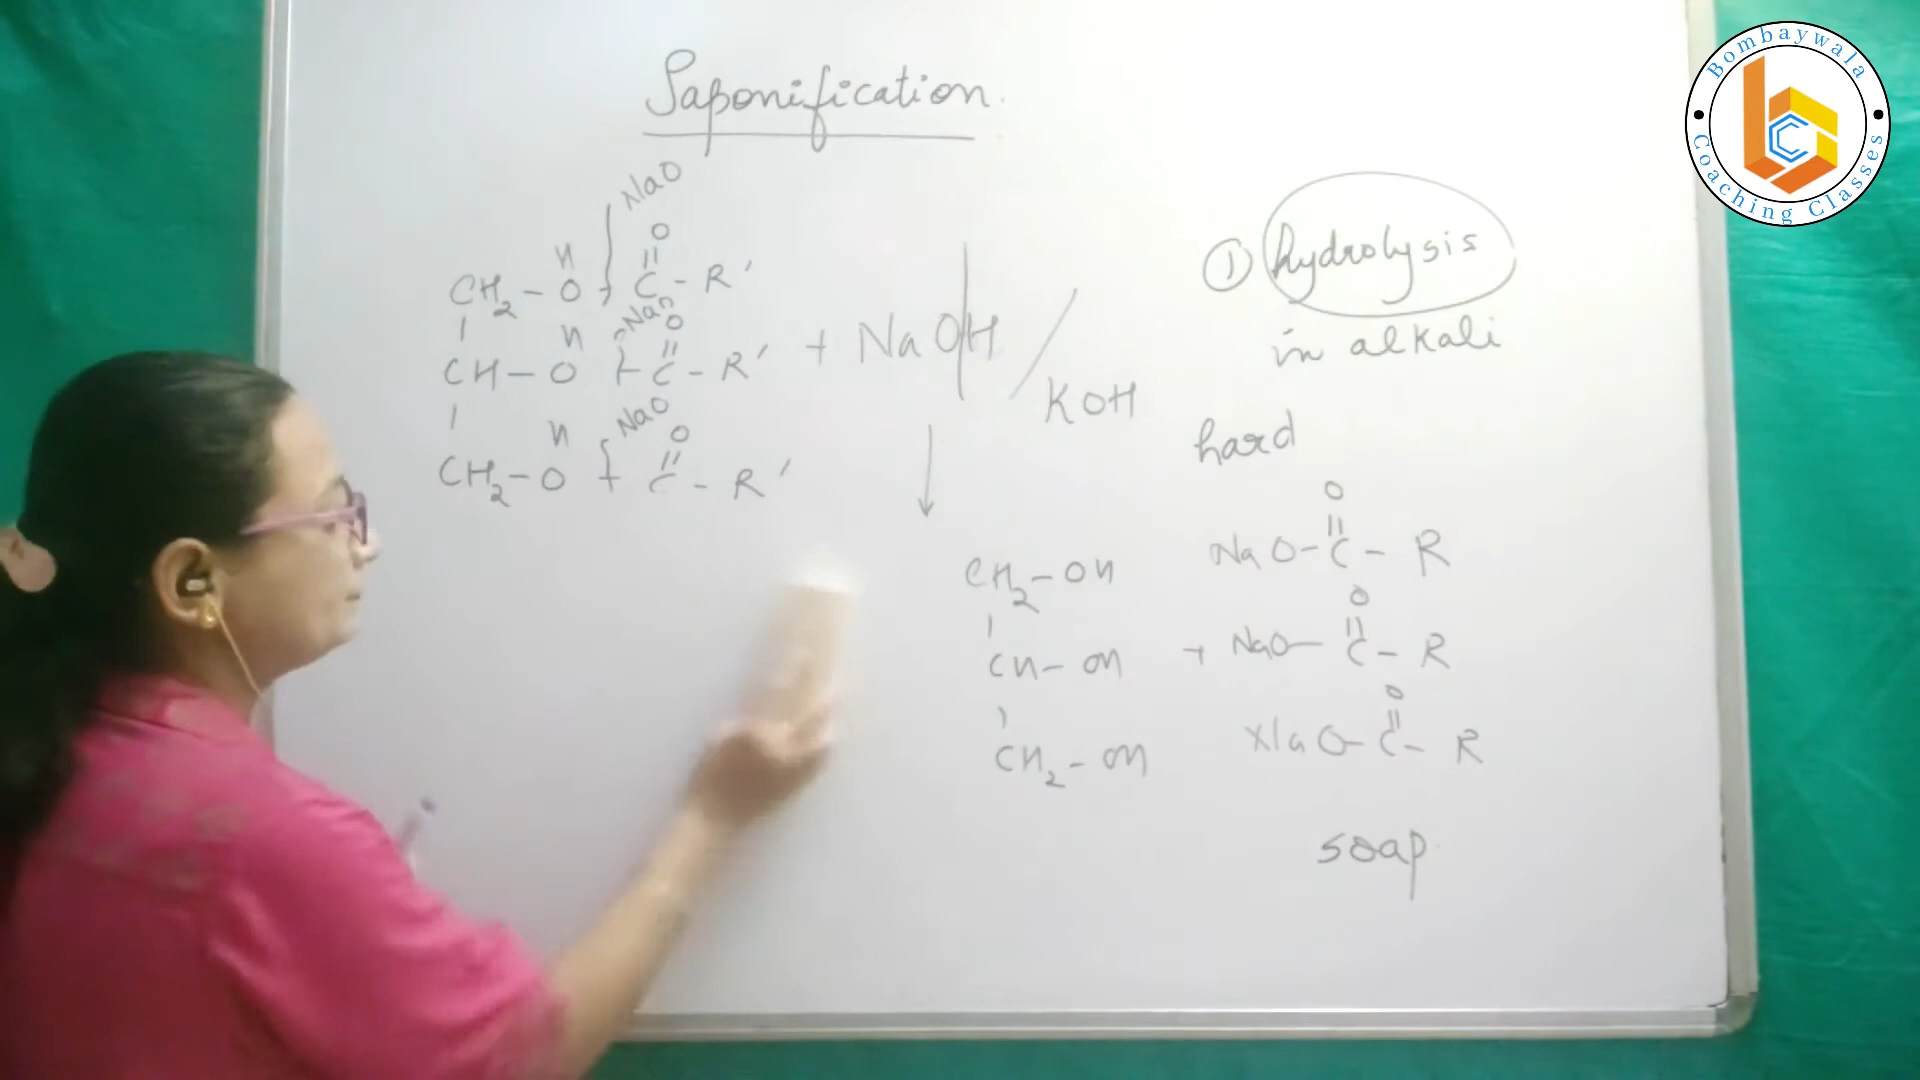 Saponification.
NaO
H O
CH2 - O + C - R'
NaO
H O
CH - O + C - R' + NaOH / KOH
NaO
H O
CH2 - O + C - R'
① hydrolysis
in alkali
hard
O
CH2 - OH NaO - C - R
O
CH - OH + NaO - C - R
O
CH2 - OH NaO - C - R
soap
Bombaywala
Coaching Classes